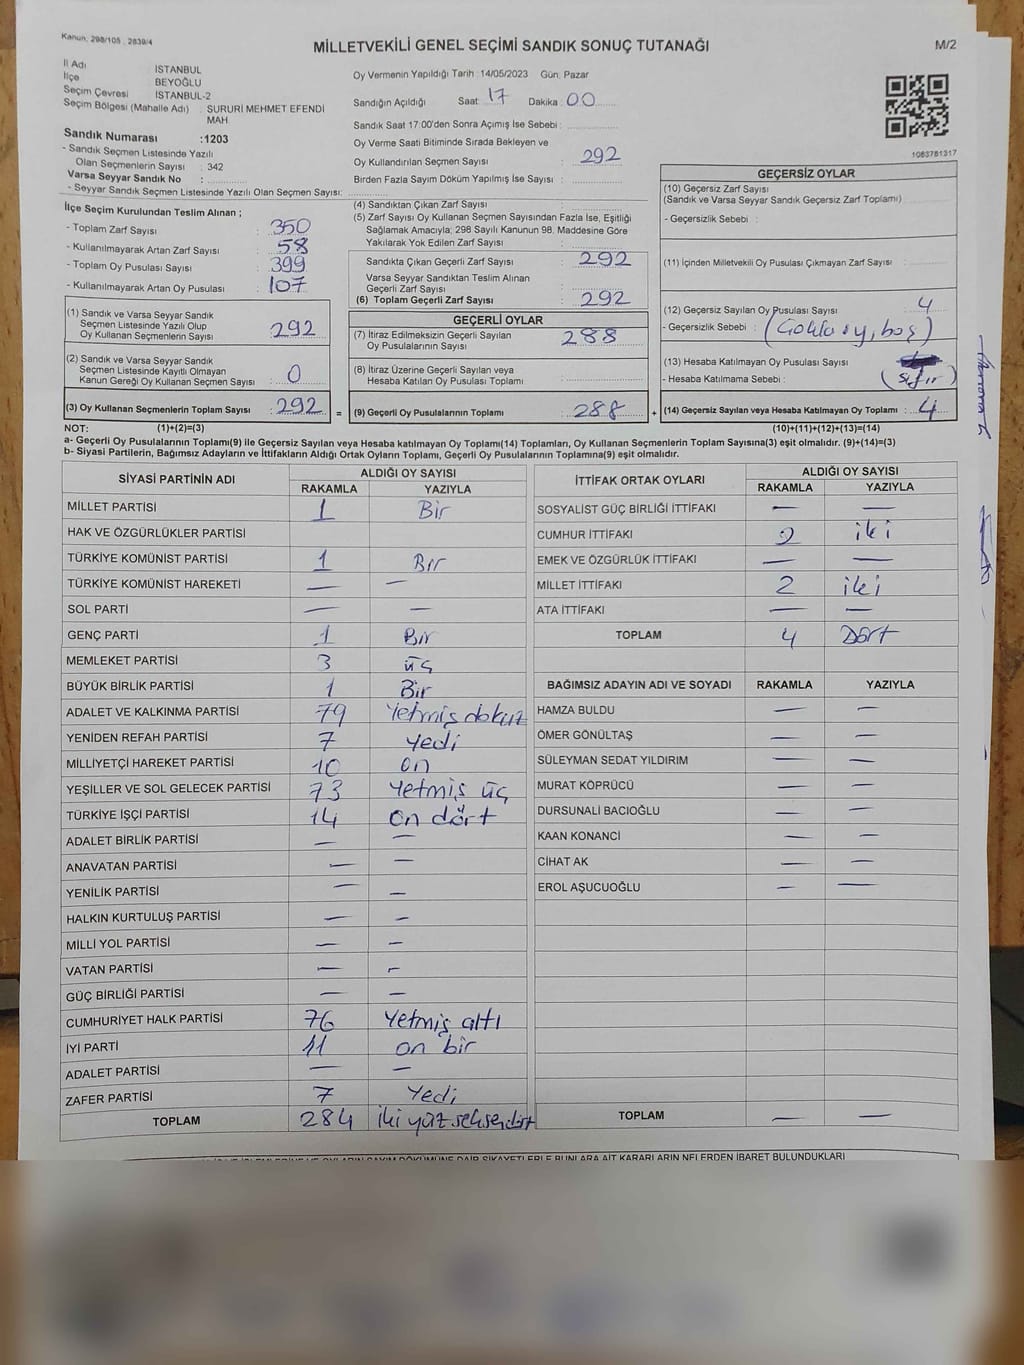 Kanun: 298/105 , 2839/4
MİLLETVEKİLİ GENEL SEÇİMİ SANDIK SONUÇ TUTANAĞI
M/2
İl Adı İSTANBUL
İlçe BEYOĞLU
Seçim Çevresi İSTANBUL-2
Seçim Bölgesi (Mahalle Adı) : SURURİ MEHMET EFENDİ MAH.
Sandık Numarası :1203
- Sandık Seçmen Listesinde Yazılı
Olan Seçmenlerin Sayısı : 342
Varsa Seyyar Sandık No :
- Seyyar Sandık Seçmen Listesinde Yazılı Olan Seçmen Sayısı:
Oy Vermenin Yapıldığı Tarih :14/05/2023 Gün: Pazar
Sandığın Açıldığı Saat: 17 Dakika : 00
Sandık Saat 17:00'den Sonra Açımış İse Sebebi :
Oy Verme Saati Bitiminde Sırada Bekleyen ve
Oy Kullandırılan Seçmen Sayısı : 292
Birden Fazla Sayım Döküm Yapılmış İse Sayısı :
1083781317
İlçe Seçim Kurulundan Teslim Alınan ;
- Toplam Zarf Sayısı : 350
- Kullanılmayarak Artan Zarf Sayısı : 58
- Toplam Oy Pusulası Sayısı : 399
- Kullanılmayarak Artan Oy Pusulası : 107
(4) Sandıktan Çıkan Zarf Sayısı :
(5) Zarf Sayısı Oy Kullanan Seçmen Sayısından Fazla İse, Eşitliği
Sağlamak Amacıyla; 298 Sayılı Kanunun 98. Maddesine Göre
Yakılarak Yok Edilen Zarf Sayısı :
Sandıkta Çıkan Geçerli Zarf Sayısı : 292
Varsa Seyyar Sandıktan Teslim Alınan
Geçerli Zarf Sayısı :
(6) Toplam Geçerli Zarf Sayısı : 292
GEÇERSİZ OYLAR
(10) Geçersiz Zarf Sayısı :
(Sandık ve Varsa Seyyar Sandık Geçersiz Zarf Toplamı)
- Geçersizlik Sebebi :
(11) İçinden Milletvekili Oy Pusulası Çıkmayan Zarf Sayısı :
(12) Geçersiz Sayılan Oy Pusulası Sayısı : 4
- Geçersizlik Sebebi : boş)
(13) Hesaba Katılmayan Oy Pusulası Sayısı
- Hesaba Katılmama Sebebi : (sıfır)
(14) Geçersiz Sayılan veya Hesaba Katılmayan Oy Toplamı : 4
(10)+(11)+(12)+(13)=(14)
(1) Sandık ve Varsa Seyyar Sandık
Seçmen Listesinde Yazılı Olup
Oy Kullanan Seçmenlerin Sayısı : 292
(2) Sandık ve Varsa Seyyar Sandık
Seçmen Listesinde Kayıtlı Olmayan
Kanun Gereği Oy Kullanan Seçmen Sayısı : 0
(3) Oy Kullanan Seçmenlerin Toplam Sayısı : 292 =
GEÇERLİ OYLAR
(7) İtiraz Edilmeksizin Geçerli Sayılan
Oy Pusulalarının Sayısı : 288
(8) İtiraz Üzerine Geçerli Sayılan veya
Hesaba Katılan Oy Pusulası Toplamı :
(9) Geçerli Oy Pusulalarının Toplamı : 288 +
NOT: (1)+(2)=(3)
a- Geçerli Oy Pusulalarının Toplamı(9) ile Geçersiz Sayılan veya Hesaba katılmayan Oy Toplamı(14) Toplamları, Oy Kullanan Seçmenlerin Toplam Sayısına(3) eşit olmalıdır. (9)+(14)=(3)
b- Siyasi Partilerin, Bağımsız Adayların ve İttifakların Aldığı Ortak Oyların Toplamı, Geçerli Oy Pusulalarının Toplamına(9) eşit olmalıdır.
SİYASİ PARTİNİN ADI ALDIĞI OY SAYISI
RAKAMLA YAZIYLA
MİLLET PARTİSİ 1 Bir
HAK VE ÖZGÜRLÜKLER PARTİSİ
TÜRKİYE KOMÜNİST PARTİSİ 1 Bir
TÜRKİYE KOMÜNİST HAREKETİ — —
SOL PARTİ — —
GENÇ PARTİ 1 Bir
MEMLEKET PARTİSİ 3 üç
BÜYÜK BİRLİK PARTİSİ 1 Bir
ADALET VE KALKINMA PARTİSİ 79 Yetmiş dokuz
YENİDEN REFAH PARTİSİ 7 Yedi
MİLLİYETÇİ HAREKET PARTİSİ 10 on
YEŞİLLER VE SOL GELECEK PARTİSİ 73 Yetmiş üç
TÜRKİYE İŞÇİ PARTİSİ 14 on dört
ADALET BİRLİK PARTİSİ — —
ANAVATAN PARTİSİ — —
YENİLİK PARTİSİ — —
HALKIN KURTULUŞ PARTİSİ — —
MİLLİ YOL PARTİSİ — —
VATAN PARTİSİ — —
GÜÇ BİRLİĞİ PARTİSİ — —
CUMHURİYET HALK PARTİSİ 76 Yetmiş altı
İYİ PARTİ 11 on bir
ADALET PARTİSİ — —
ZAFER PARTİSİ 7 Yedi
TOPLAM 284 iki yüz seksen dört
İTTİFAK ORTAK OYLARI ALDIĞI OY SAYISI
RAKAMLA YAZIYLA
SOSYALİST GÜÇ BİRLİĞİ İTTİFAKI — —
CUMHUR İTTİFAKI 2 iki
EMEK VE ÖZGÜRLÜK İTTİFAKI — —
MİLLET İTTİFAKI 2 iki
ATA İTTİFAKI — —
TOPLAM 4 Dört
BAĞIMSIZ ADAYIN ADI VE SOYADI RAKAMLA YAZIYLA
HAMZA BULDU — —
ÖMER GÖNÜLTAŞ — —
SÜLEYMAN SEDAT YILDIRIM — —
MURAT KÖPRÜCÜ — —
DURSUNALİ BACIOĞLU — —
KAAN KONANCİ — —
CİHAT AK — —
EROL AŞUCUOĞLU — —
TOPLAM — —
SAYIM DÖKÜMÜNE DAİR ŞİKAYETLERLE BUNLARA AİT KARARLARIN NELERDEN İBARET BULUNDUKLARI